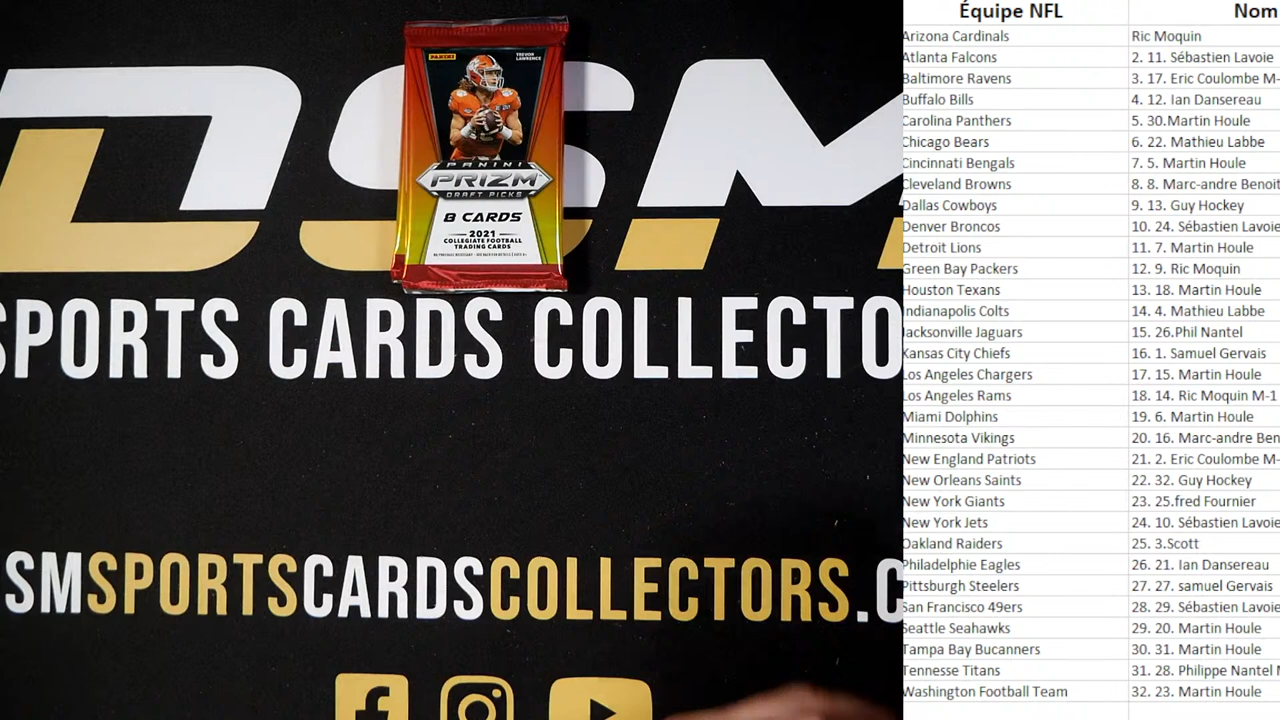 PANINI
TREVOR
LAWRENCE
PANINI
PRIZM
DRAFT PICKS
8 CARDS
2021
COLLEGIATE FOOTBALL
TRADING CARDS
DSM
SPORTS CARDS COLLECTO
SMSPORTSCARDSCOLLECTORS.C
Équipe NFL Nom
Arizona Cardinals Ric Moquin
Atlanta Falcons 2. 11. Sébastien Lavoie
Baltimore Ravens 3. 17. Eric Coulombe M-
Buffalo Bills 4. 12. Ian Dansereau
Carolina Panthers 5. 30.Martin Houle
Chicago Bears 6. 22. Mathieu Labbe
Cincinnati Bengals 7. 5. Martin Houle
Cleveland Browns 8. 8. Marc-andre Benoit
Dallas Cowboys 9. 13. Guy Hockey
Denver Broncos 10. 24. Sébastien Lavoie
Detroit Lions 11. 7. Martin Houle
Green Bay Packers 12. 9. Ric Moquin
Houston Texans 13. 18. Martin Houle
Indianapolis Colts 14. 4. Mathieu Labbe
Jacksonville Jaguars 15. 26.Phil Nantel
Kansas City Chiefs 16. 1. Samuel Gervais
Los Angeles Chargers 17. 15. Martin Houle
Los Angeles Rams 18. 14. Ric Moquin M-1
Miami Dolphins 19. 6. Martin Houle
Minnesota Vikings 20. 16. Marc-andre Ben
New England Patriots 21. 2. Eric Coulombe M-
New Orleans Saints 22. 32. Guy Hockey
New York Giants 23. 25.fred Fournier
New York Jets 24. 10. Sébastien Lavoie
Oakland Raiders 25. 3.Scott
Philadelphie Eagles 26. 21. Ian Dansereau
Pittsburgh Steelers 27. 27. samuel Gervais
San Francisco 49ers 28. 29. Sébastien Lavoie
Seattle Seahawks 29. 20. Martin Houle
Tampa Bay Bucanners 30. 31. Martin Houle
Tennesse Titans 31. 28. Philippe Nantel M
Washington Football Team 32. 23. Martin Houle